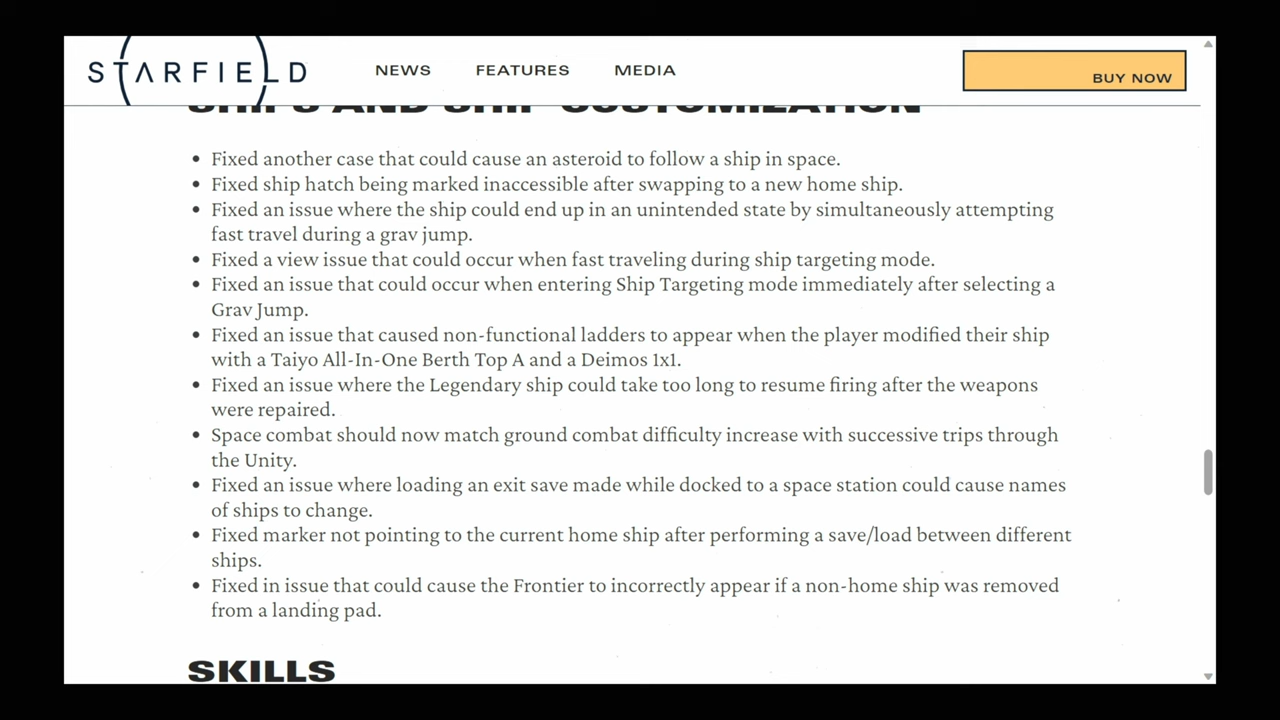 STARFIELD
NEWS
FEATURES
MEDIA
BUY NOW
SHIPS AND SHIP CUSTOMIZATION
Fixed another case that could cause an asteroid to follow a ship in space.
Fixed ship hatch being marked inaccessible after swapping to a new home ship.
Fixed an issue where the ship could end up in an unintended state by simultaneously attempting
fast travel during a grav jump.
Fixed a view issue that could occur when fast traveling during ship targeting mode.
Fixed an issue that could occur when entering Ship Targeting mode immediately after selecting a
Grav Jump.
Fixed an issue that caused non-functional ladders to appear when the player modified their ship
with a Taiyo All-In-One Berth Top A and a Deimos 1x1.
Fixed an issue where the Legendary ship could take too long to resume firing after the weapons
were repaired.
Space combat should now match ground combat difficulty increase with successive trips through
the Unity.
Fixed an issue where loading an exit save made while docked to a space station could cause names
of ships to change.
Fixed marker not pointing to the current home ship after performing a save/load between different
ships.
Fixed in issue that could cause the Frontier to incorrectly appear if a non-home ship was removed
from a landing pad.
SKILLS